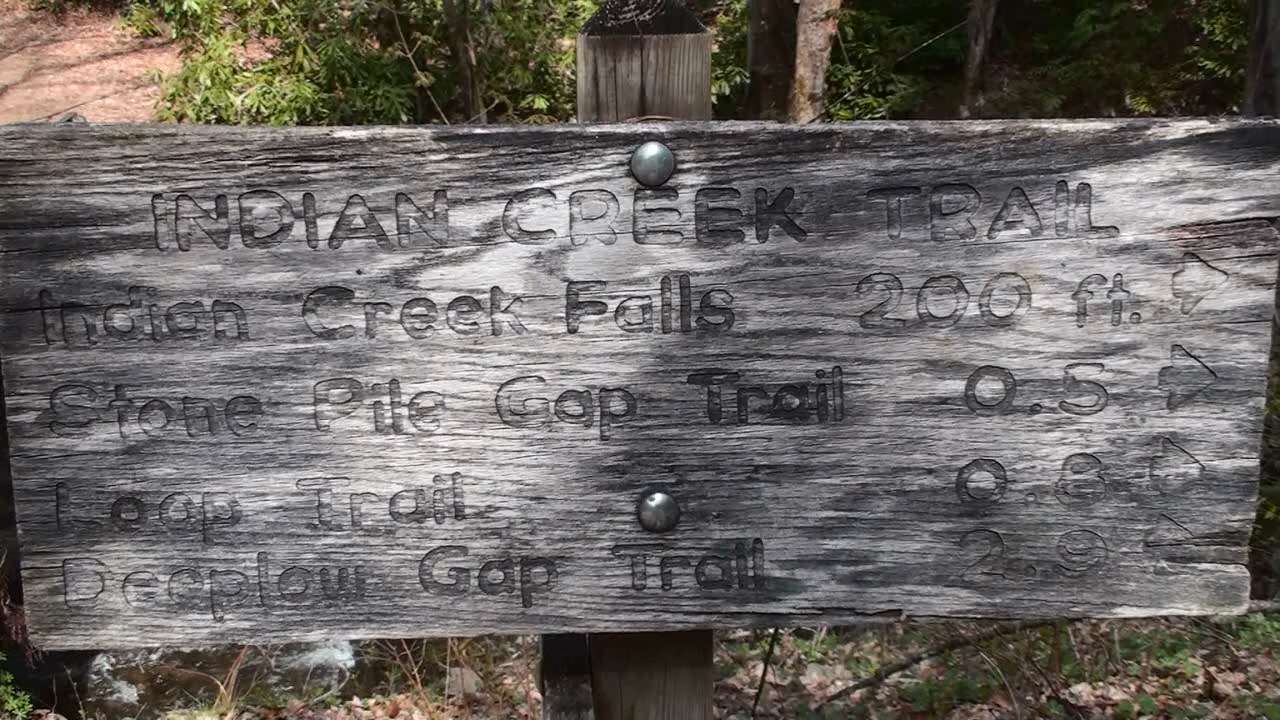 INDIAN CREEK TRAIL
Indian Creek Falls 200 ft.
Stone Pile Gap Trail 0.5
Loop Trail 0.8
Deeplow Gap Trail 2.9